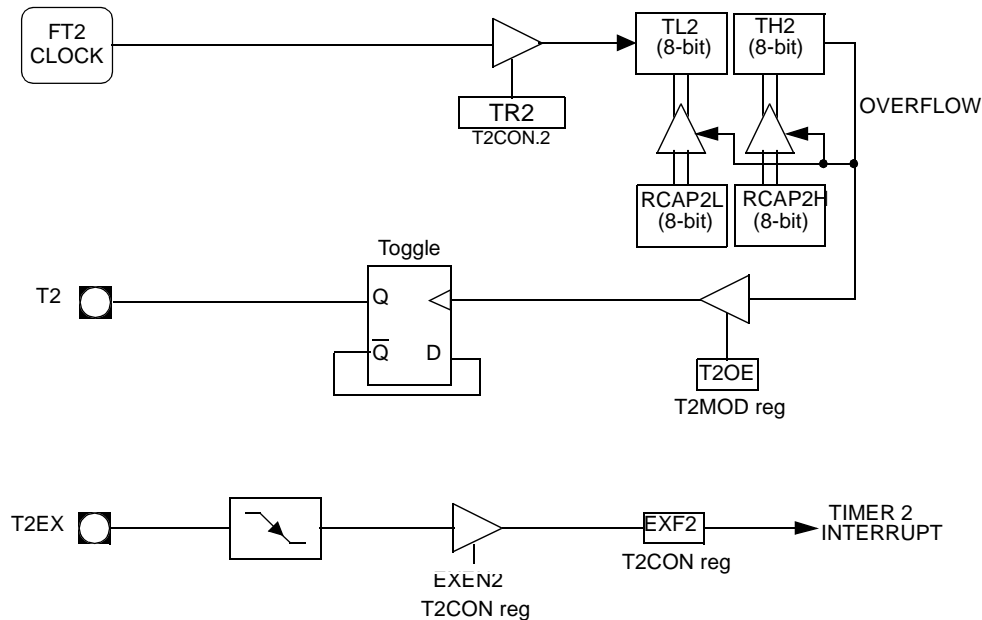 FT2
CLOCK
TL2
(8-bit)
TH2
(8-bit)
TR2
T2CON.2
OVERFLOW
RCAP2L
(8-bit)
RCAP2H
(8-bit)
Toggle
T2
Q
Q
D
T2OE
T2MOD reg
T2EX
EXF2
T2CON reg
TIMER 2
INTERRUPT
EXEN2
T2CON reg